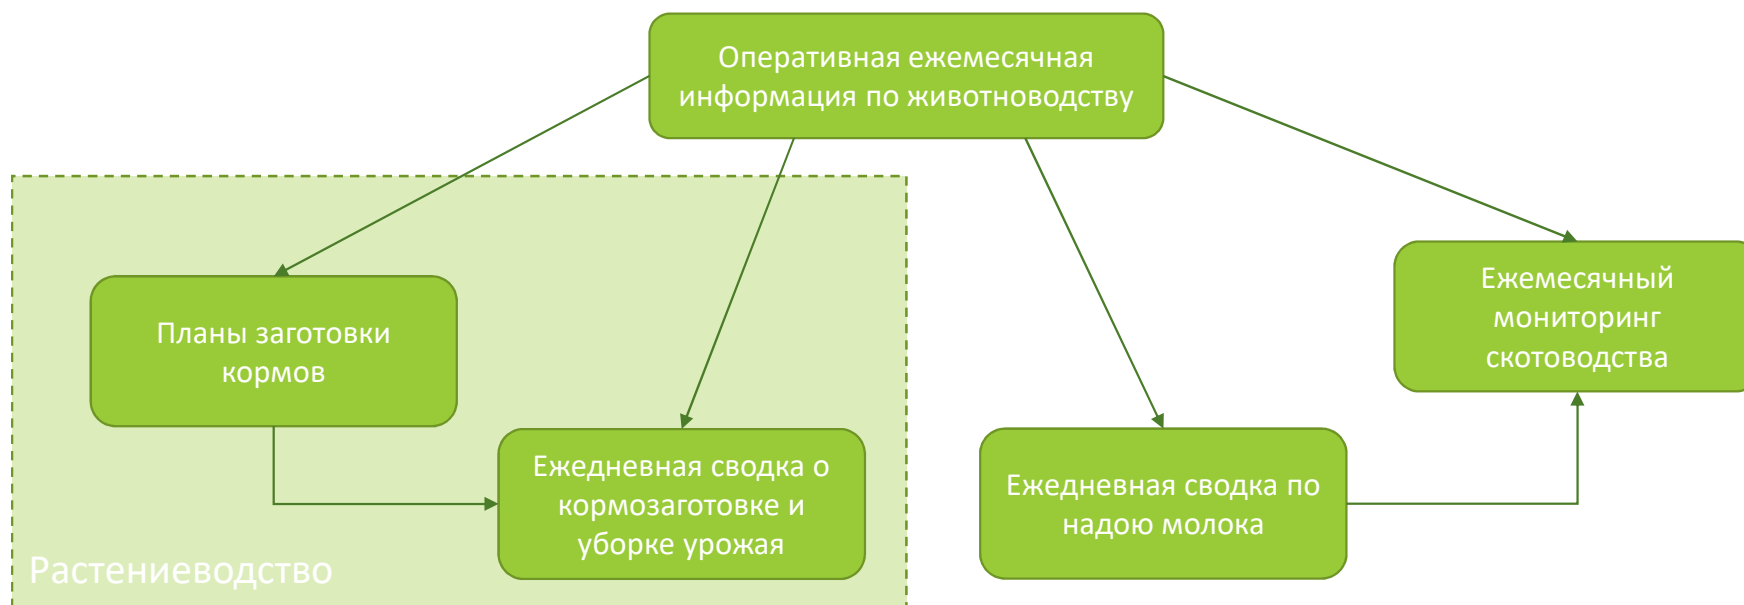 Оперативная ежемесячная
информация по животноводству
Планы заготовки
кормов
Ежедневная сводка о
кормозаготовке и
уборке урожая
Растениеводство
Ежедневная сводка по
надою молока
Ежемесячный
мониторинг
скотоводства